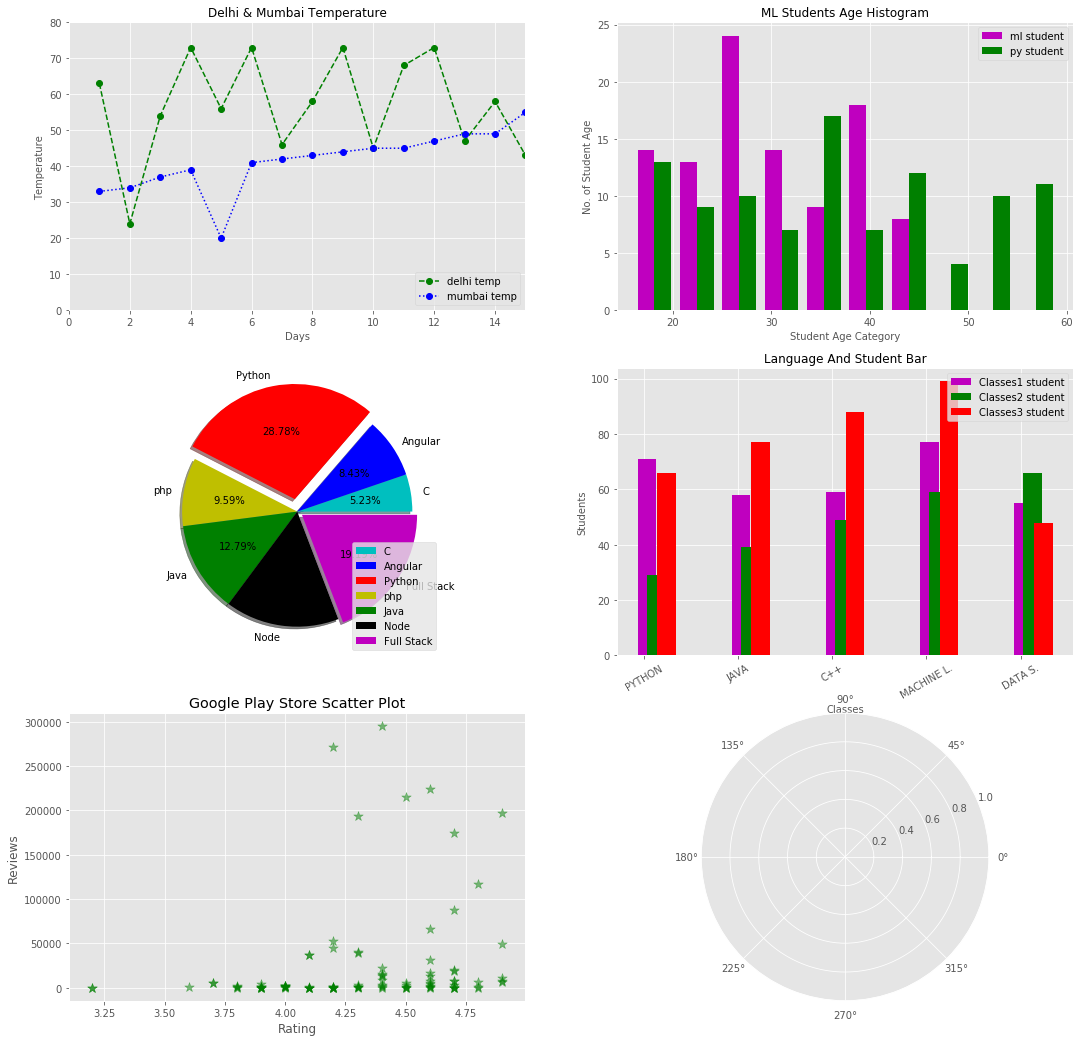 Delhi & Mumbai Temperature
80
70
60
50
40
30
20
10
0
Temperature
0 2 4 6 8 10 12 14
Days
delhi temp
mumbai temp
ML Students Age Histogram
25
20
15
10
5
0
No. of Student Age
20 30 40 50 60
Student Age Category
ml student
py student
Python
28.78%
Angular
8.43%
C
5.23%
php
9.59%
Java
12.79%
Node
Stack
C
Angular
Python
php
Java
Node
Full Stack
Language And Student Bar
100
80
60
40
20
0
Students
PYTHON JAVA C++ MACHINE L. DATA S.
Classes
Classes1 student
Classes2 student
Classes3 student
Google Play Store Scatter Plot
300000
250000
200000
150000
100000
50000
0
Reviews
3.25 3.50 3.75 4.00 4.25 4.50 4.75
Rating
90°
135° 45°
1.0
0.8
0.6
0.4
0.2
180° 0°
225° 315°
270°